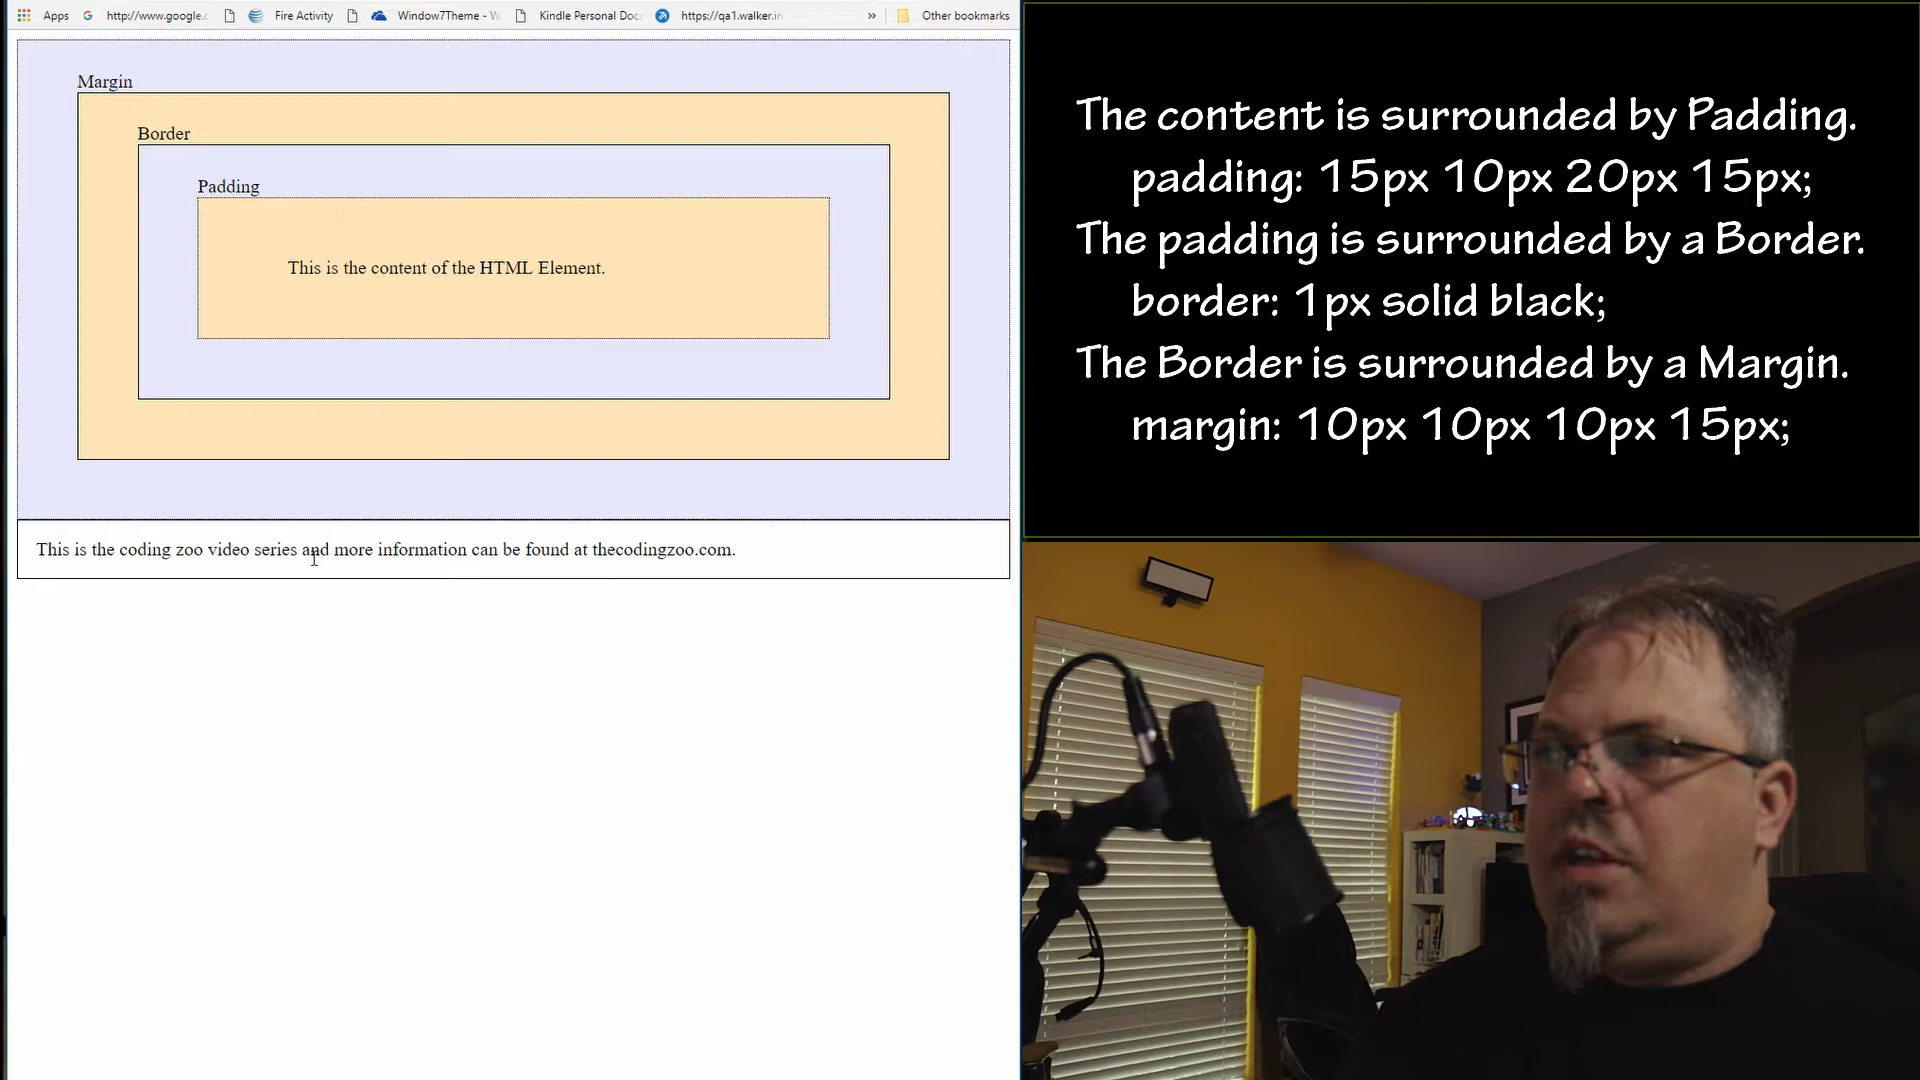 Apps http://www.google.c Fire Activity Window7Theme - W Kindle Personal Doc https://qa1.walker.in » Other bookmarks
Margin
Border
Padding
This is the content of the HTML Element.
This is the coding zoo video series and more information can be found at thecodingzoo.com.
The content is surrounded by Padding.
padding: 15px 10px 20px 15px;
The padding is surrounded by a Border.
border: 1px solid black;
The Border is surrounded by a Margin.
margin: 10px 10px 10px 15px;